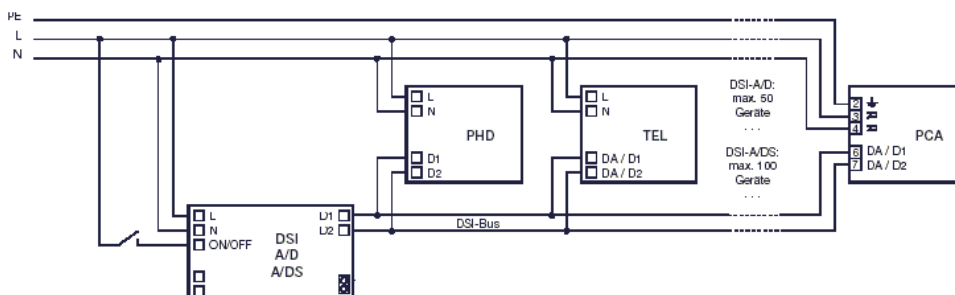 PE
L
N
L
N
PHD
D1
D2
L
N
TEL
DA / D1
DA / D2
DSI-A/D:
max. 50
Geräte
. . .
DSI-A/DS:
max. 100
Geräte
. . .
2
3
4
PCA
6 DA / D1
7 DA / D2
DSI-Bus
L
N
ON/OFF
DSI
A/D
A/DS
D1
D2